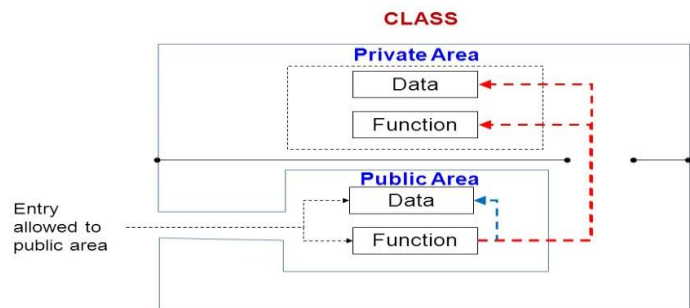 CLASS
Private Area
Data
Function
Public Area
Data
Function
Entry
allowed to
public area